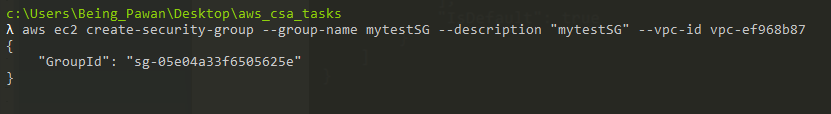 c:\Users\Being_Pawan\Desktop\aws_csa_tasks
λ aws ec2 create-security-group --group-name mytestSG --description "mytestSG" --vpc-id vpc-ef968b87
{
    "GroupId": "sg-05e04a33f6505625e"
}